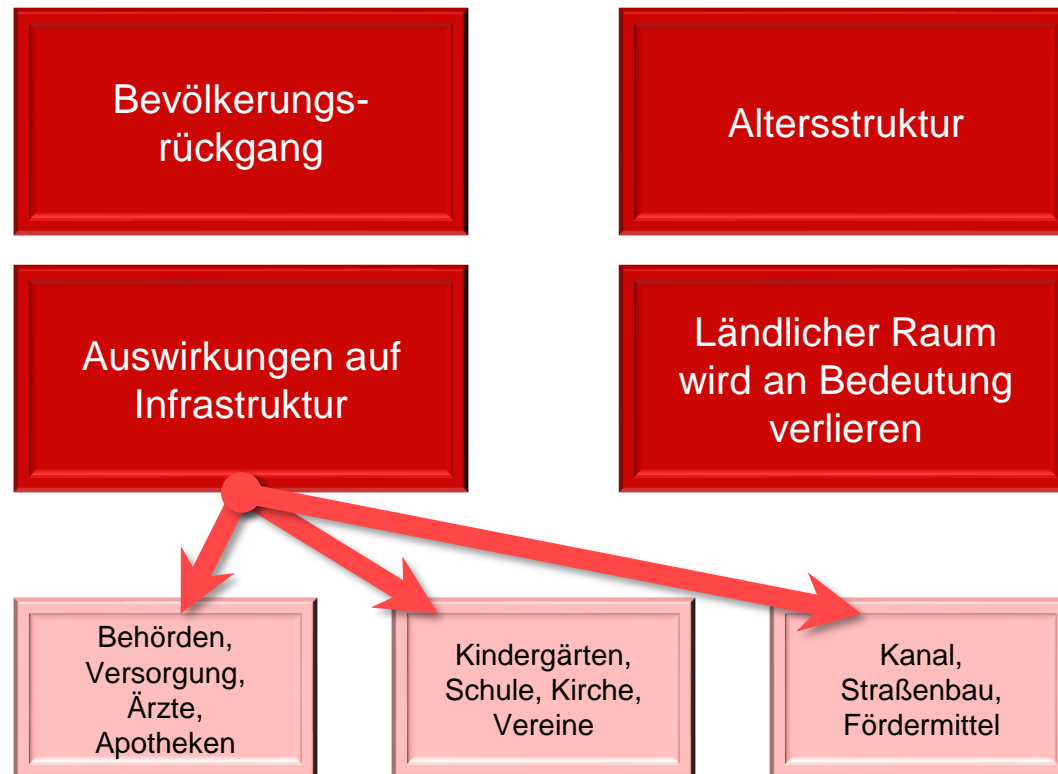 Bevölkerungs-
rückgang
Altersstruktur
Auswirkungen auf
Infrastruktur
Ländlicher Raum
wird an Bedeutung
verlieren
Behörden,
Versorgung,
Ärzte,
Apotheken
Kindergärten,
Schule, Kirche,
Vereine
Kanal,
Straßenbau,
Fördermittel